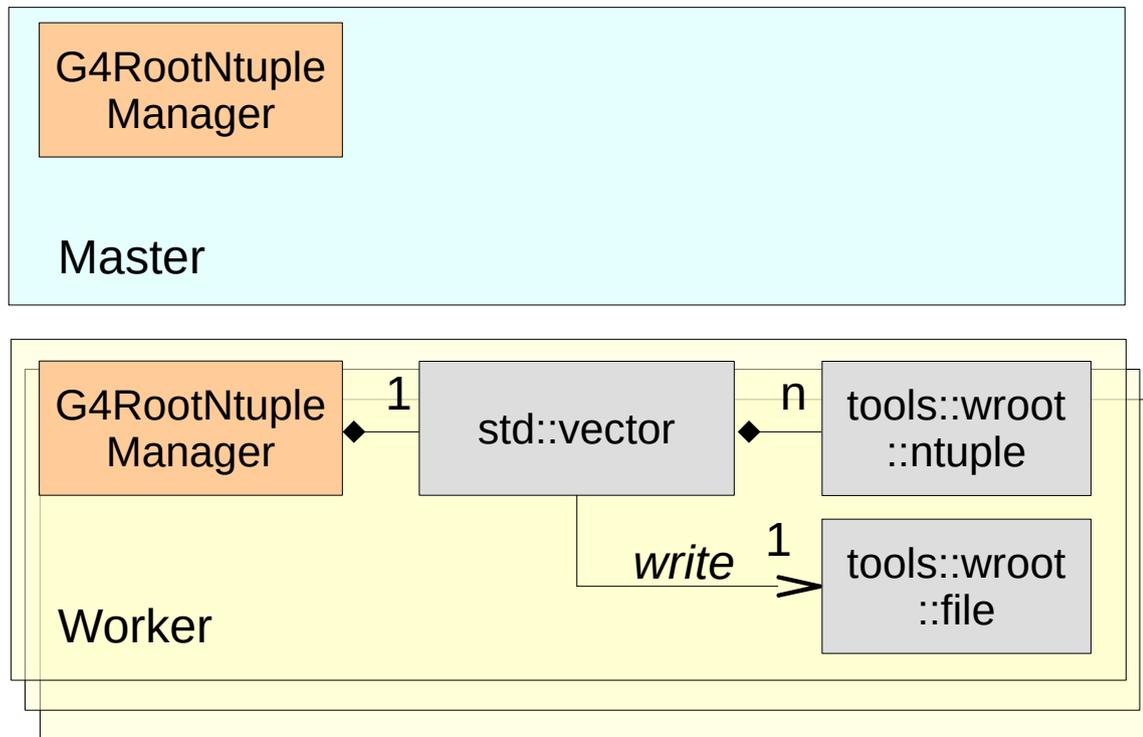 G4RootNtuple
Manager
Master
G4RootNtuple
Manager
1
std::vector
n
tools::wroot
::ntuple
write
1
tools::wroot
::file
Worker